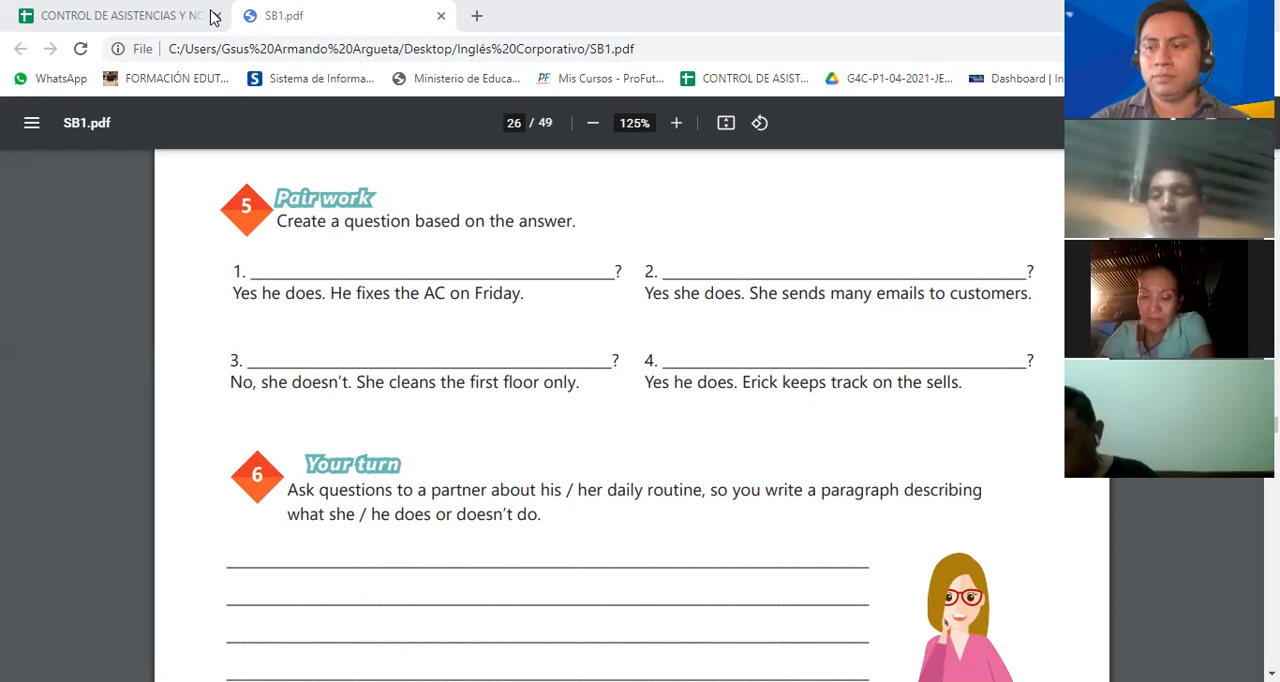 CONTROL DE ASISTENCIAS Y NO
SB1.pdf
File
C:/Users/Gsus%20Armando%20Argueta/Desktop/Inglés%20Corporativo/SB1.pdf
WhatsApp
FORMACIÓN EDUT...
Sistema de Informa...
Ministerio de Educa...
Mis Cursos - ProFut...
CONTROL DE ASIST...
G4C-P1-04-2021-JE...
Dashboard | In
SB1.pdf
26 / 49
125%
5
Pair work
Create a question based on the answer.
1. ______?
Yes he does. He fixes the AC on Friday.
2. ______?
Yes she does. She sends many emails to customers.
3. ______?
No, she doesn't. She cleans the first floor only.
4. ______?
Yes he does. Erick keeps track on the sells.
6
Your turn
Ask questions to a partner about his / her daily routine, so you write a paragraph describing
what she / he does or doesn't do.